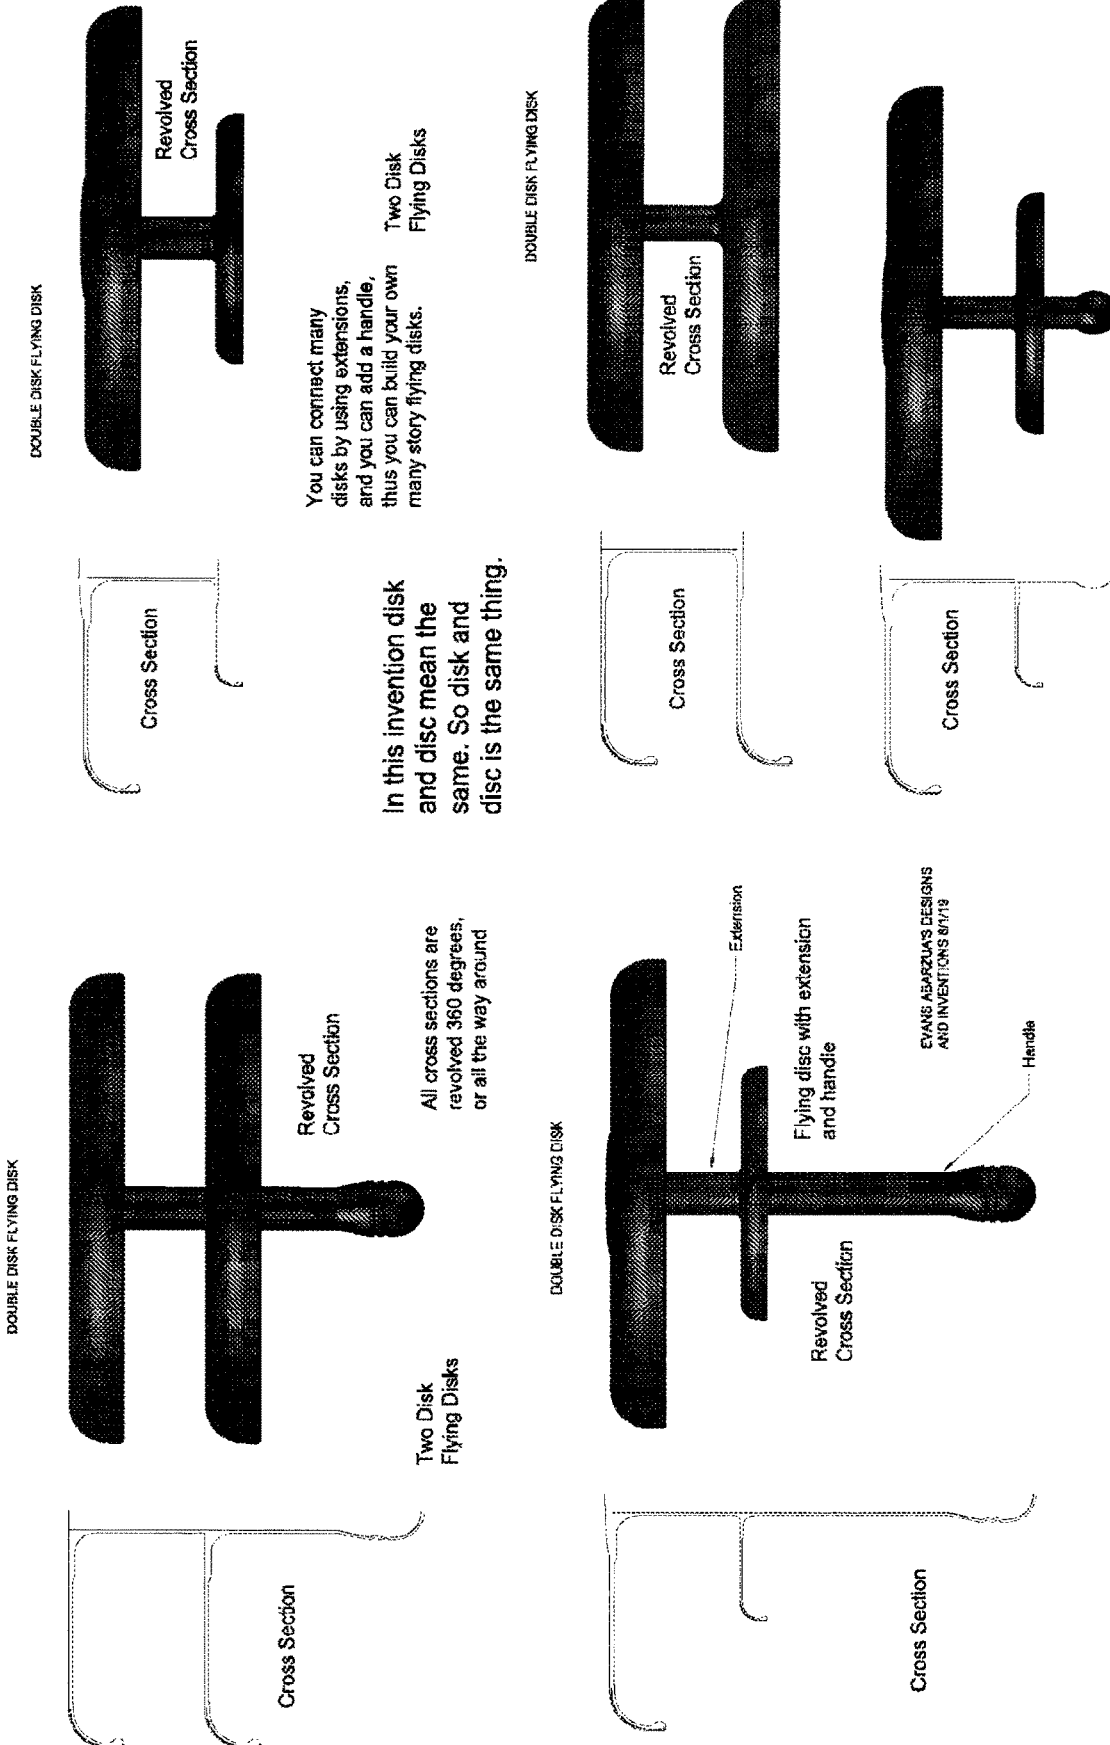 DOUBLE DISK FLYING DISK
Revolved
Cross Section
Cross Section
You can connect many
disks by using extensions,
and you can add a handle,
thus you can build your own
many story flying disks.
Two Disk
Flying Disks
In this invention disk
and disc mean the
same. So disk and
disc is the same thing.
DOUBLE DISK FLYING DISK
Revolved
Cross Section
Cross Section
Cross Section
DOUBLE DISK FLYING DISK
Revolved
Cross Section
All cross sections are
revolved 360 degrees,
or all the way around
Two Disk
Flying Disks
Cross Section
DOUBLE DISK FLYING DISK
Extension
Flying disc with extension
and handle
EVANS ABARZUA'S DESIGNS
AND INVENTIONS 8/1/19
Handle
Revolved
Cross Section
Cross Section